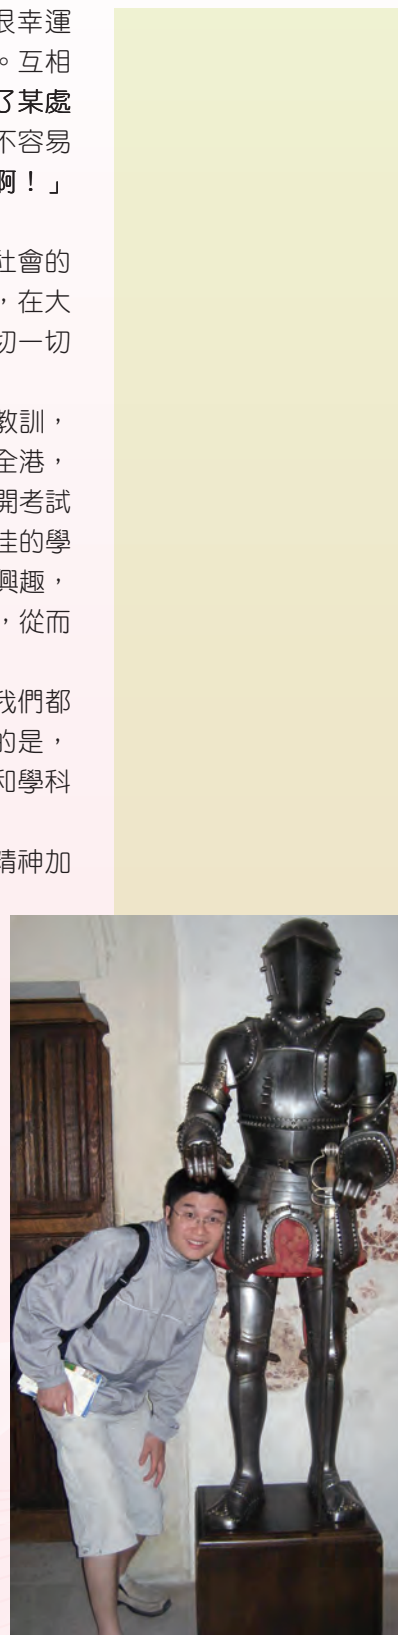 很幸運
。互相
了某處
不容易
啊！」
社會的
，在大
切一切
教訓，
全港，
開考試
佳的學
興趣，
，從而
我們都
的是，
和學科
精神加